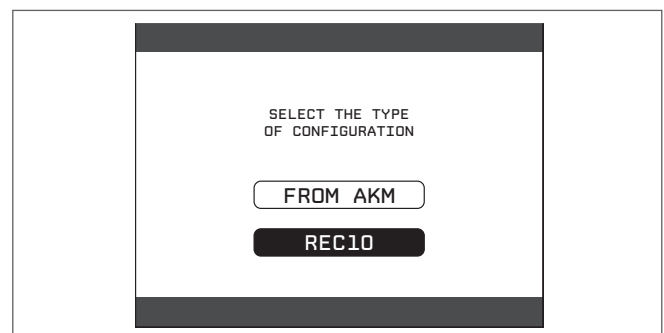 SELECT THE TYPE
OF CONFIGURATION
FROM AKM
REC10